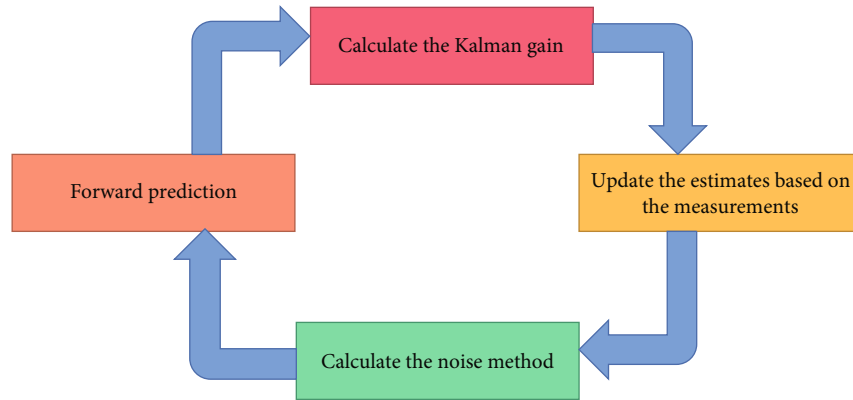 Calculate the Kalman gain
Forward prediction
Update the estimates based on
the measurements
Calculate the noise method